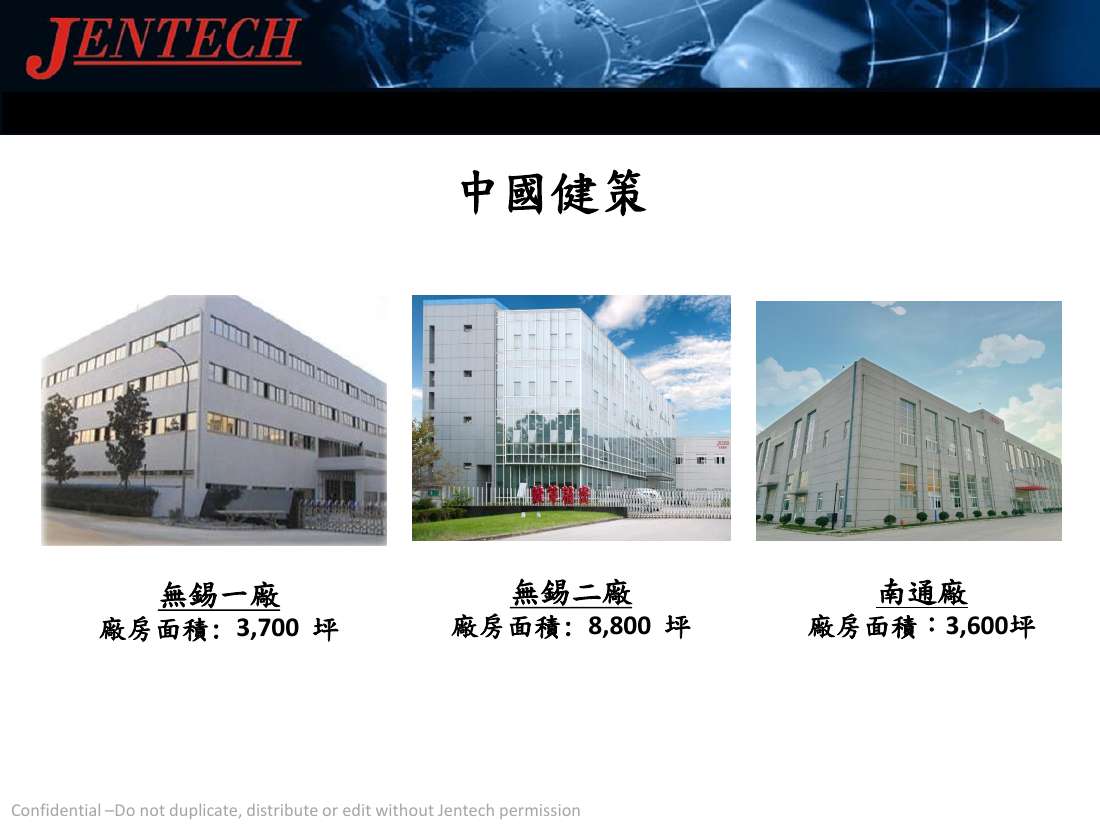 JENTECH
中國健策
無錫一廠
廠房面積: 3,700 坪
無錫二廠
廠房面積: 8,800 坪
南通廠
廠房面積：3,600坪
Confidential –Do not duplicate, distribute or edit without Jentech permission